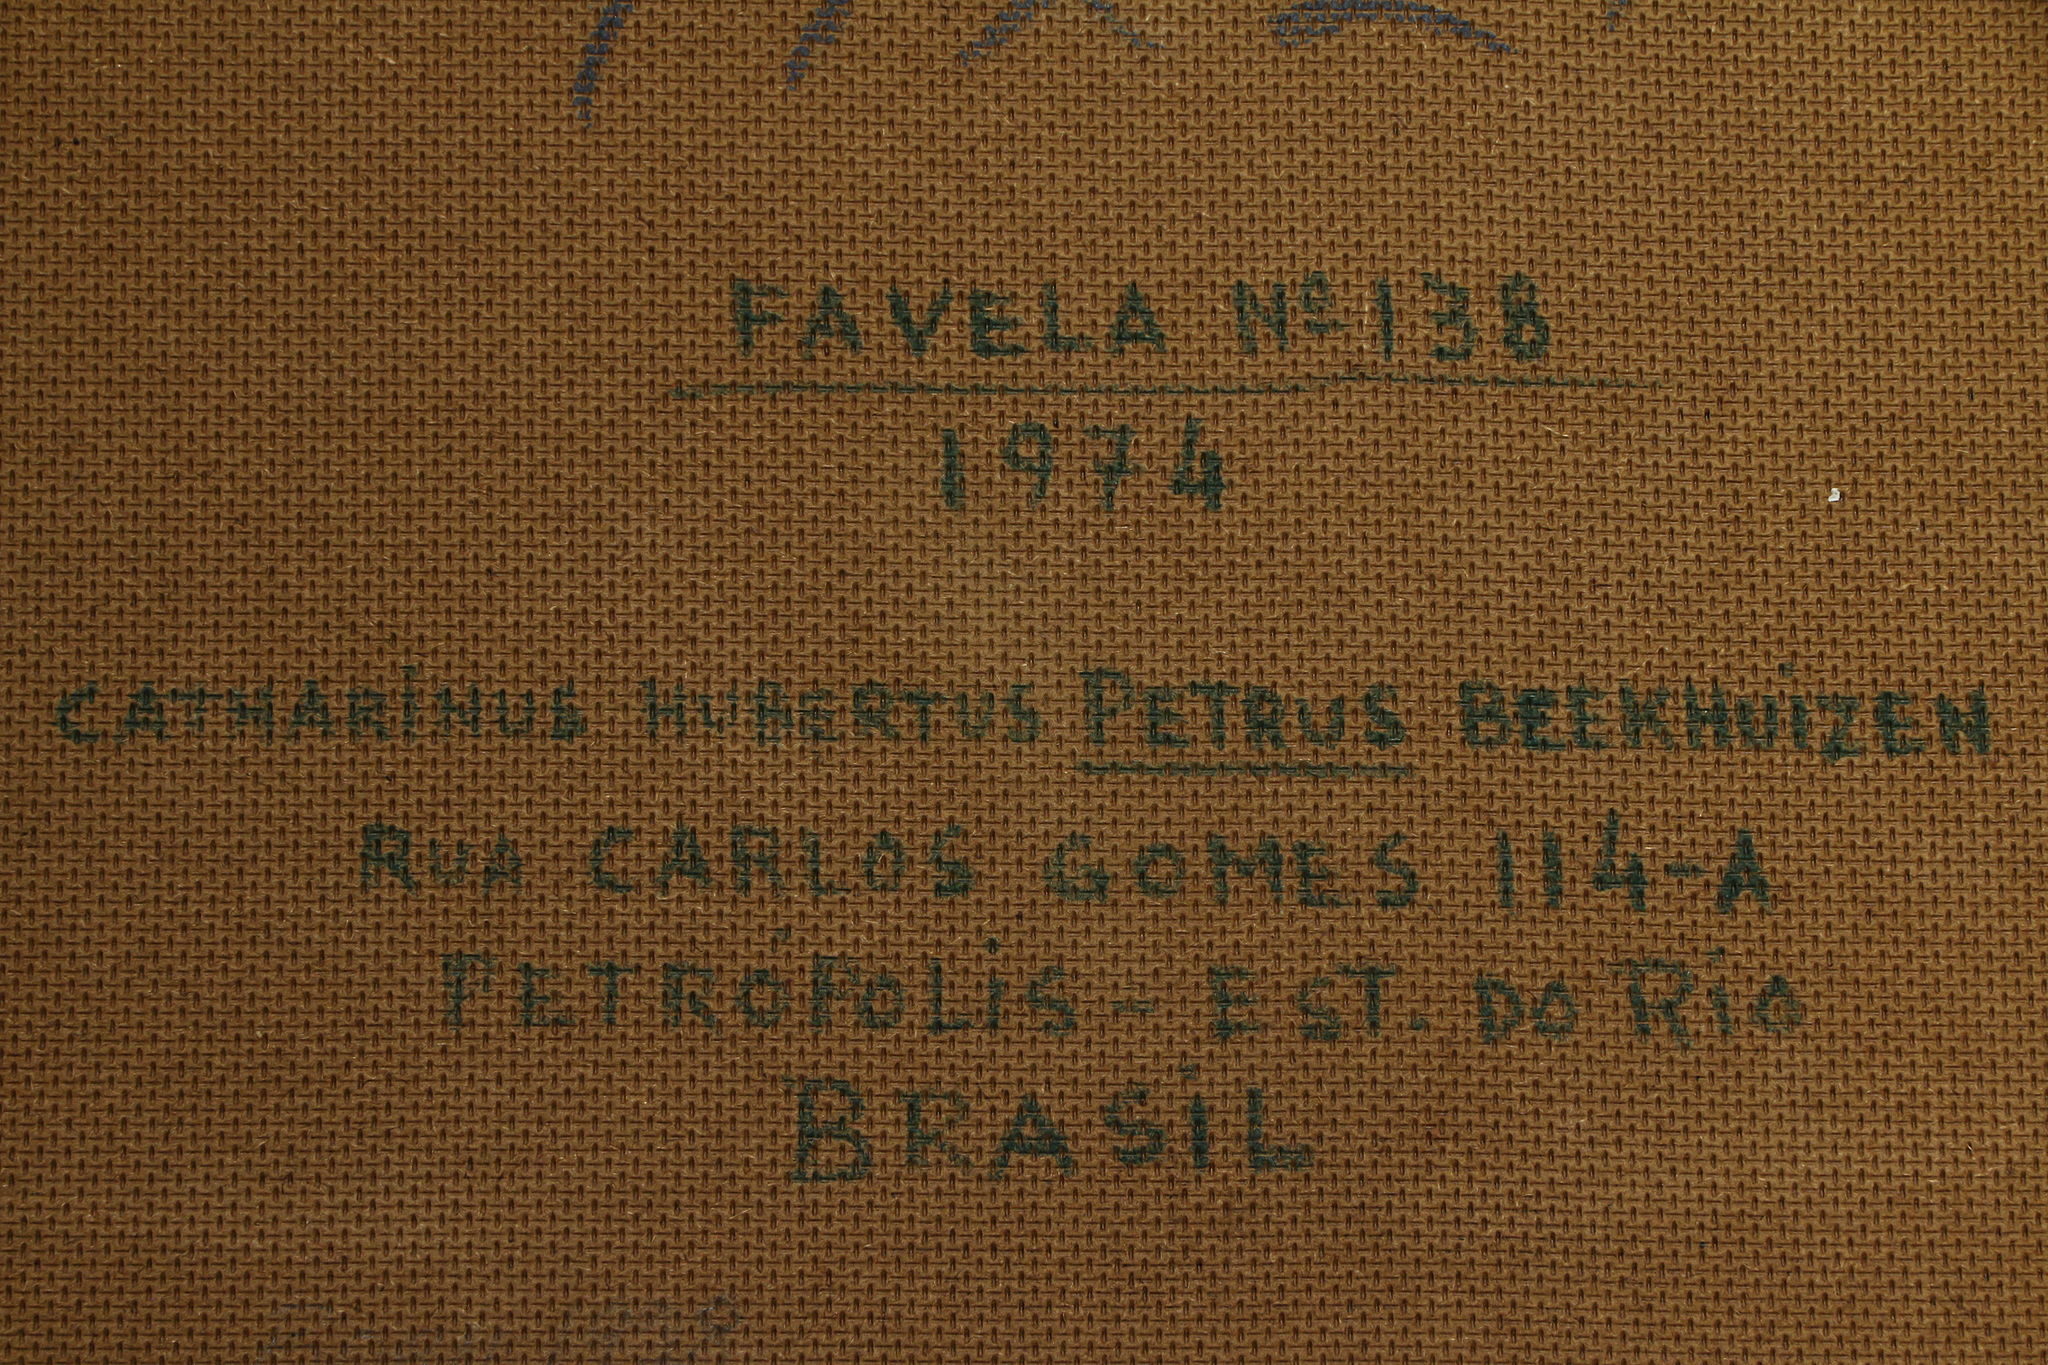 FAVELA Nº 138
1974
CATHARINUS HUBERTUS PETRUS BEEKHUIZEN
RUA CARLOS GOMES 114-A
PETRÓPOLIS - EST. DO RIO
BRASIL